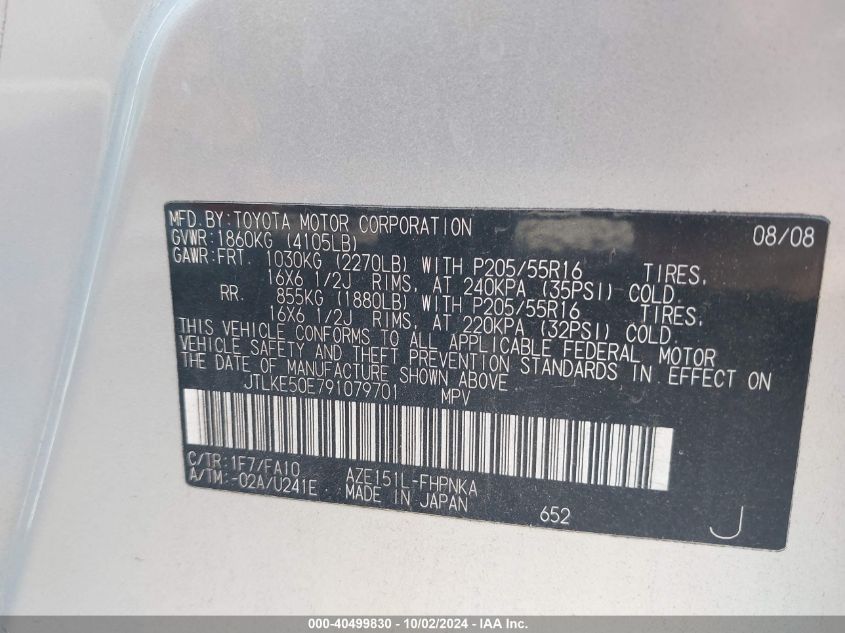 MFD. BY: TOYOTA MOTOR CORPORATION 08/08
GVWR: 1860KG (4105LB)
GAWR: FRT. 1030KG (2270LB) WITH P205/55R16 TIRES,
16X6 1/2J RIMS, AT 240KPA (35PSI) COLD.
RR. 855KG (1880LB) WITH P205/55R16 TIRES,
16X6 1/2J RIMS, AT 220KPA (32PSI) COLD.
THIS VEHICLE CONFORMS TO ALL APPLICABLE FEDERAL MOTOR
VEHICLE SAFETY AND THEFT PREVENTION STANDARDS IN EFFECT ON
THE DATE OF MANUFACTURE SHOWN ABOVE.
JTLKE50E791079701 MPV
C/TR: 1F7/FA10 AZE151L-FHPNKA
A/TM: -02A/U241E MADE IN JAPAN
652 J
000-40499830 - 10/02/2024 - IAA Inc.